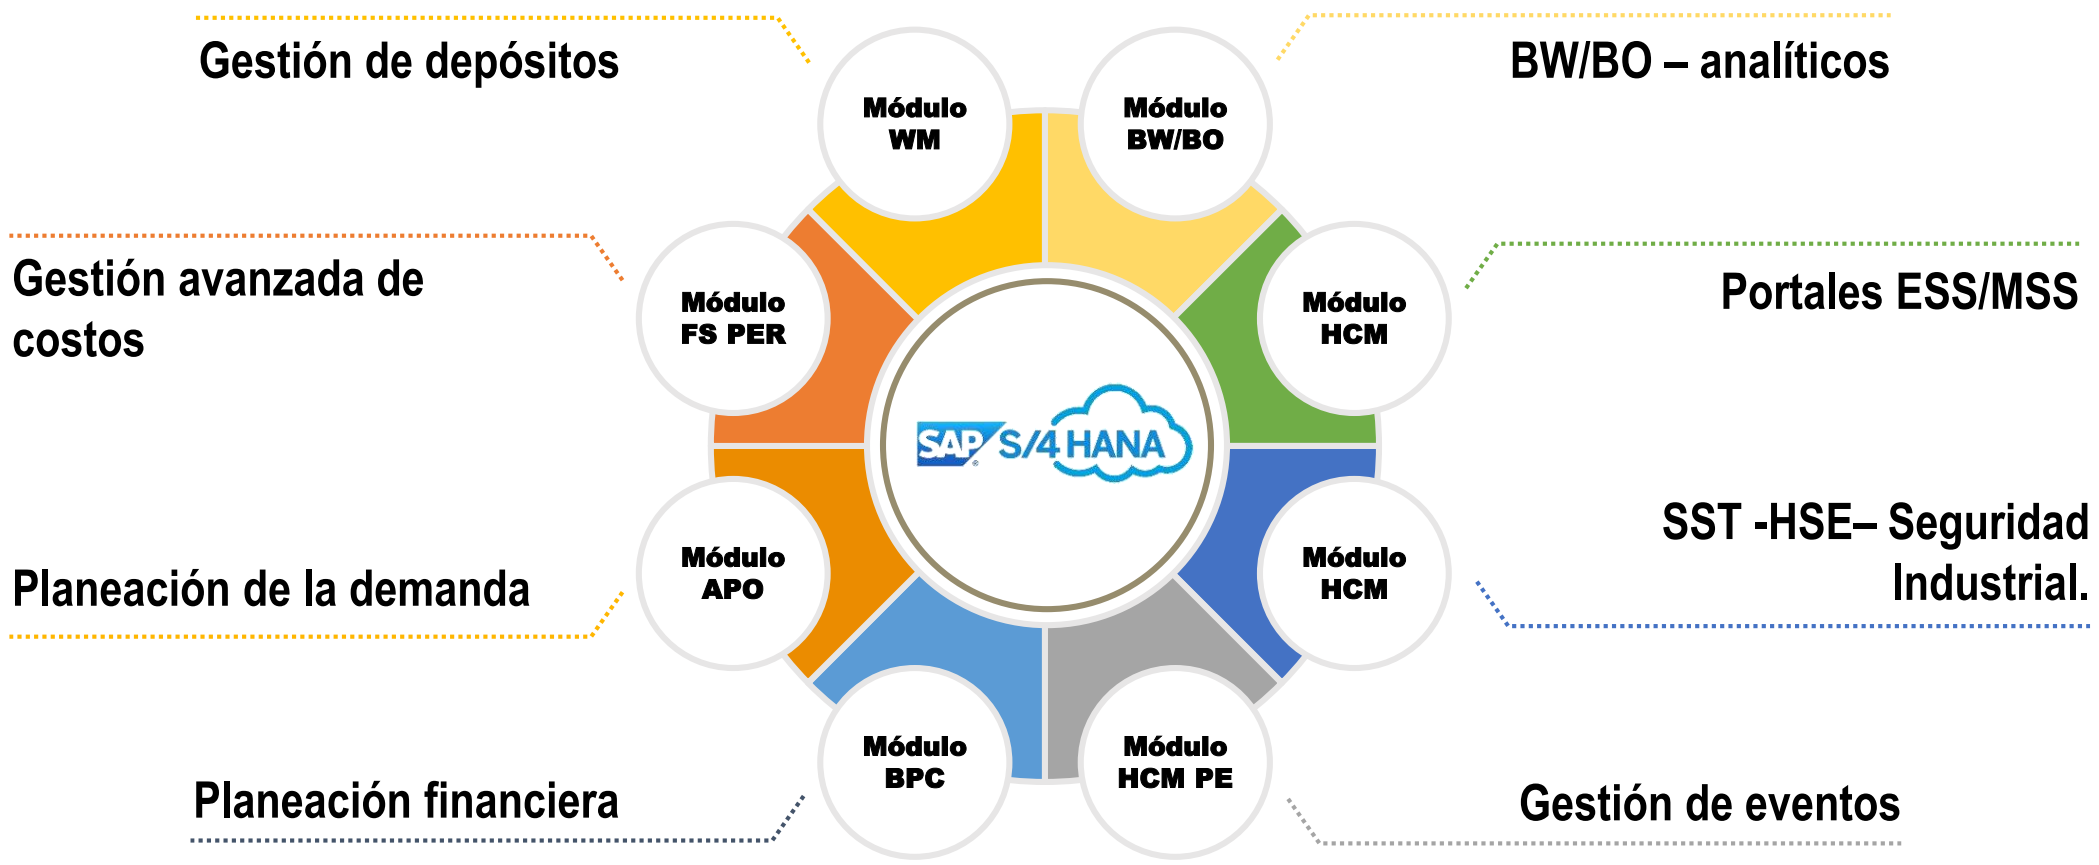 Gestión de depósitos
BW/BO – analíticos
Módulo
WM
Módulo
BW/BO
Gestión avanzada de
costos
Módulo
FS PER
Módulo
HCM
Portales ESS/MSS
SAP® S/4HANA
Planeación de la demanda
Módulo
APO
Módulo
HCM
SST -HSE– Seguridad
Industrial.
Planeación financiera
Módulo
BPC
Módulo
HCM PE
Gestión de eventos